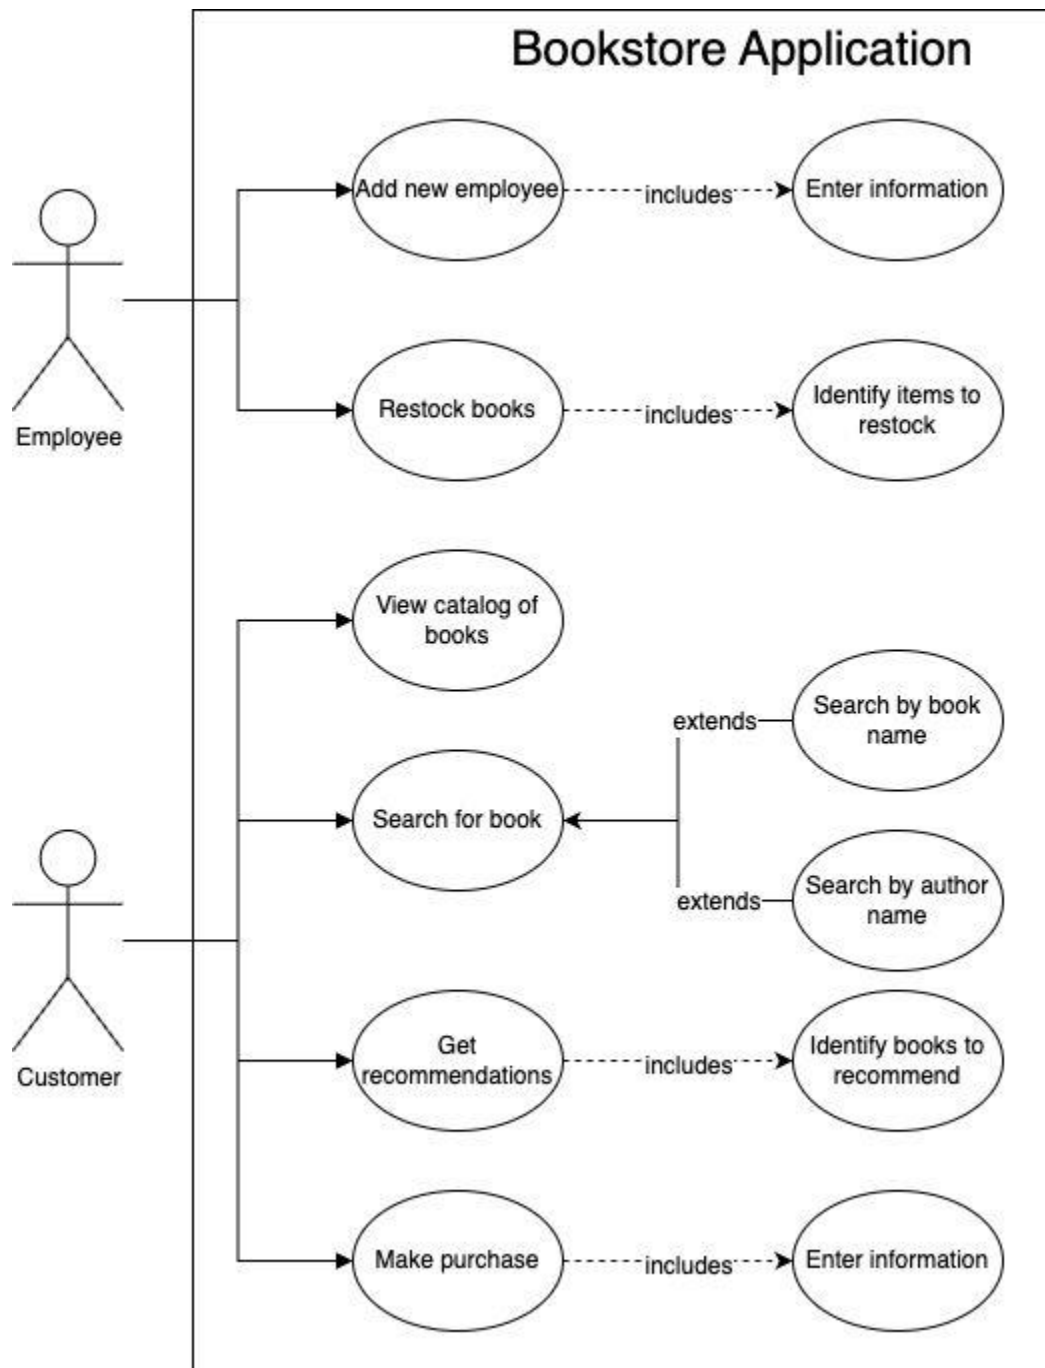 Bookstore Application
Add new employee
includes
Enter information
Employee
Restock books
includes
Identify items to
restock
View catalog of
books
extends
Search by book
name
Search for book
extends
Search by author
name
Customer
Get
recommendations
includes
Identify books to
recommend
Make purchase
includes
Enter information